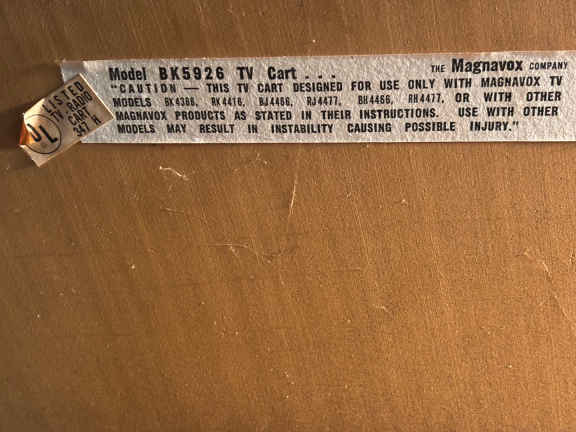 Model BK5926 TV Cart . . . THE Magnavox COMPANY
"CAUTION — THIS TV CART DESIGNED FOR USE ONLY WITH MAGNAVOX TV
MODELS BK4366, RK4416, BJ4466, RJ4477, BH4466, RH4477, OR WITH OTHER
MAGNAVOX PRODUCTS AS STATED IN THEIR INSTRUCTIONS. USE WITH OTHER
MODELS MAY RESULT IN INSTABILITY CAUSING POSSIBLE INJURY."
UL
LISTED
TV RADIO
CART
347 H